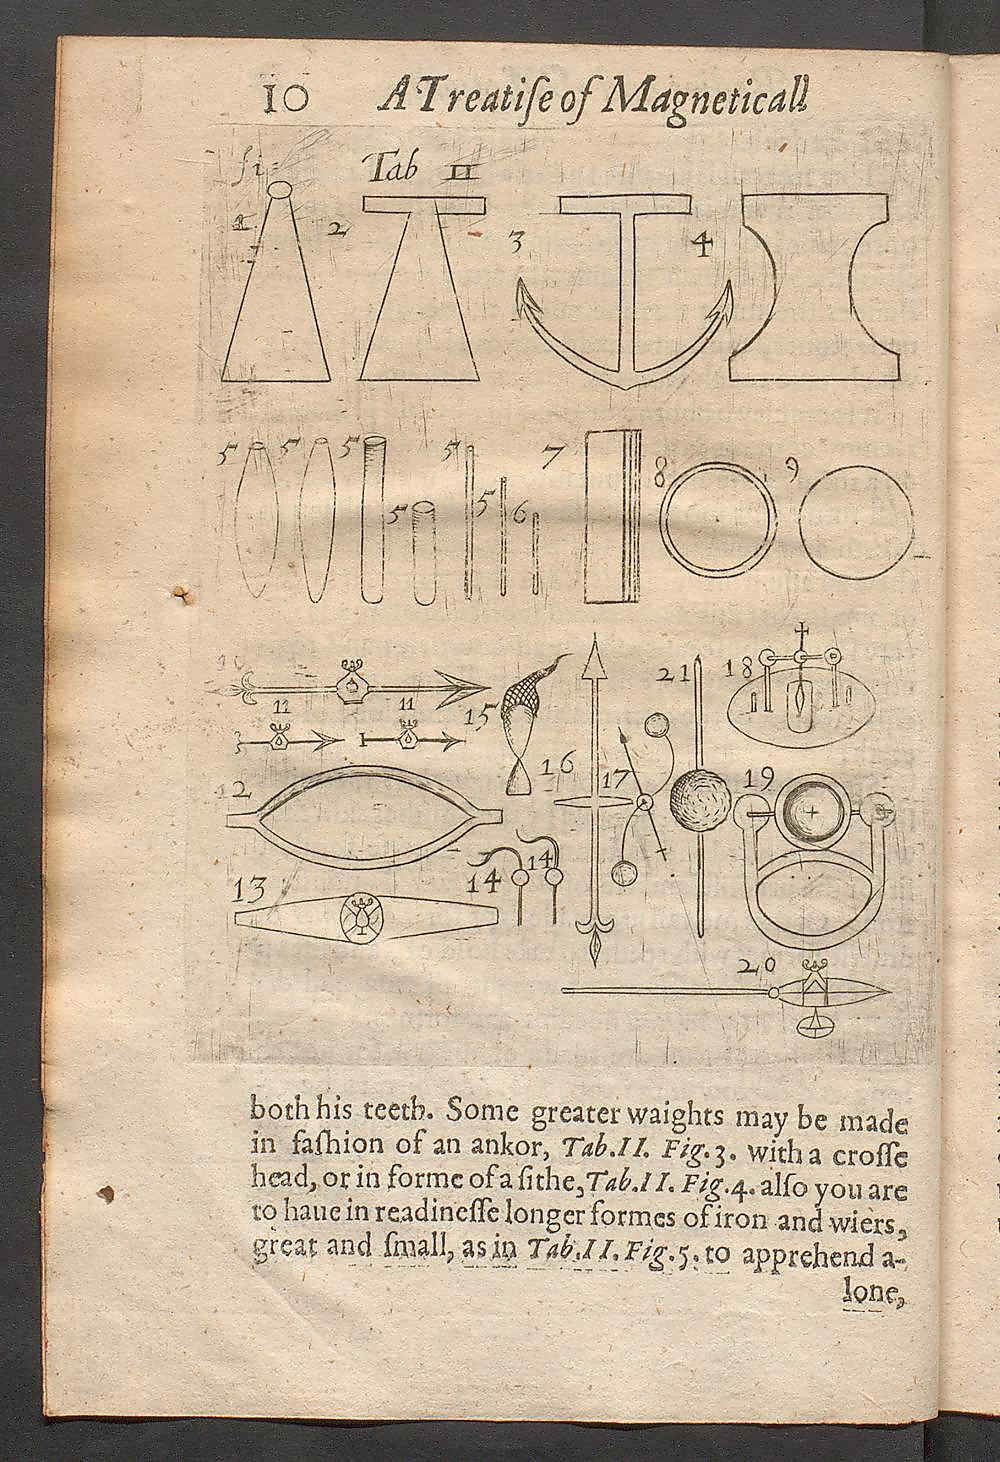 10 A Treatiſe of Magneticall
fi Tab II
1 2 3 4
5 5 5 5 5 5 6 7 8 9
10 11 11 15 21 18
12 16 17 19
13 14 14
20
both his teeth. Some greater waights may be made
in faſhion of an ankor, Tab.II. Fig.3. with a croſſe
head, or in forme of a ſithe, Tab.II. Fig.4. alſo you are
to haue in readineſſe longer formes of iron and wiers,
great and ſmall, as in Tab.II. Fig.5. to apprehend a-
lone,